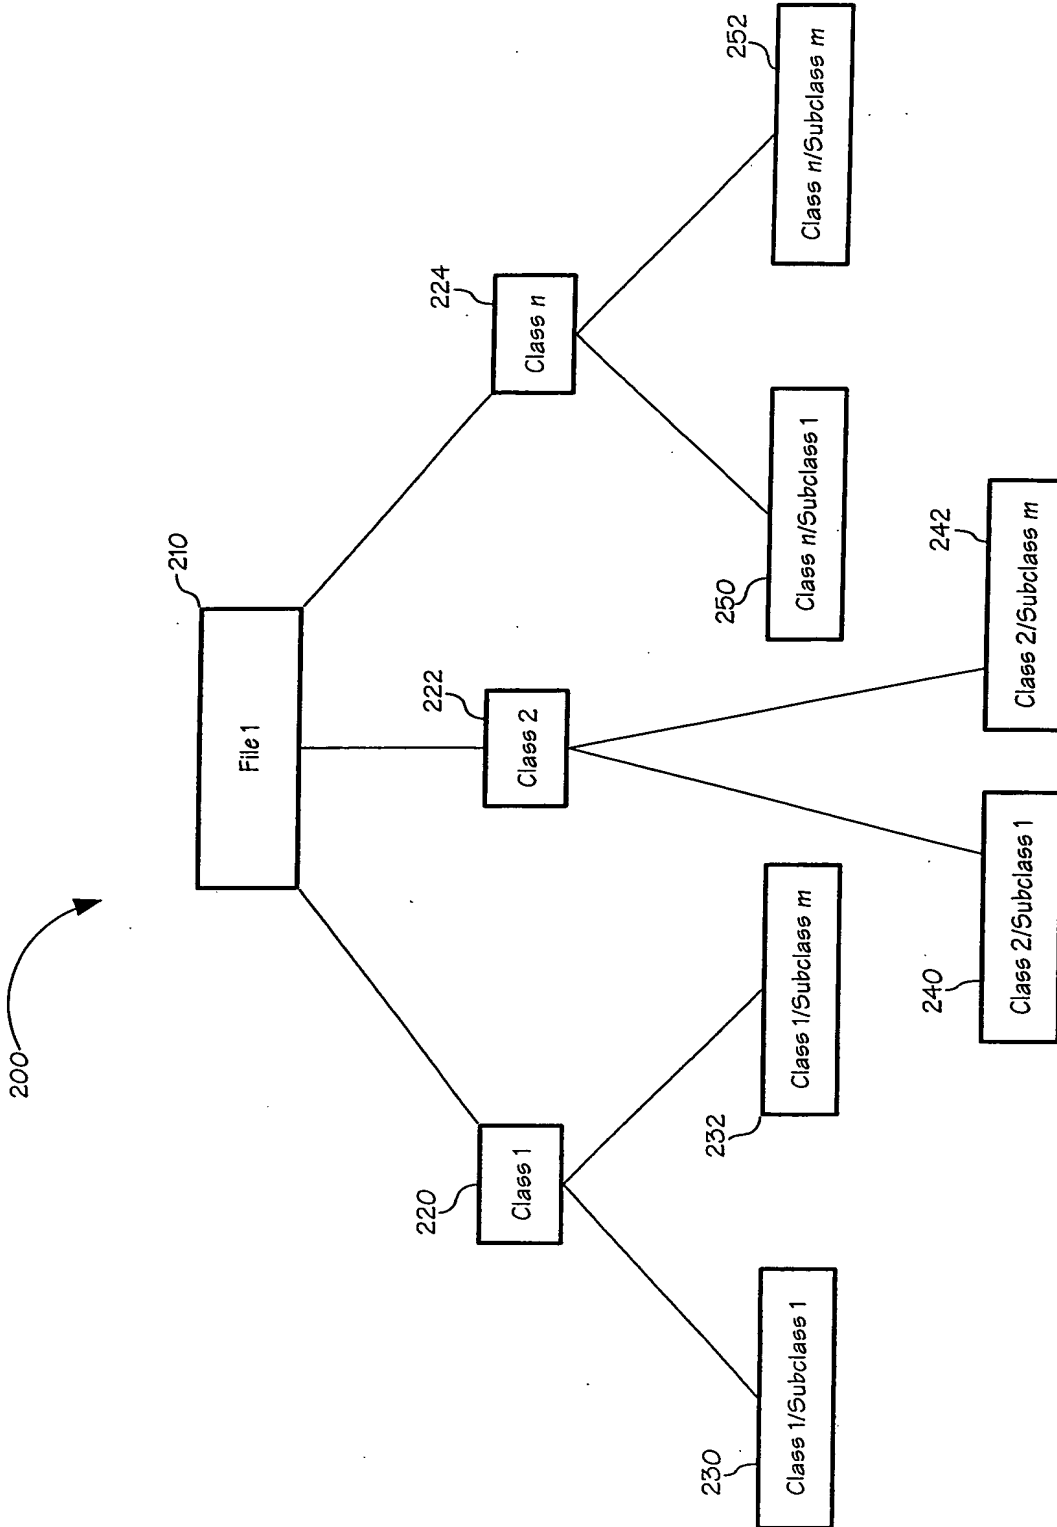 200
210
File 1
220
222
224
Class 1
Class 2
Class n
230
232
250
252
Class 1/Subclass 1
Class 1/Subclass m
Class n/Subclass 1
Class n/Subclass m
240
242
Class 2/Subclass 1
Class 2/Subclass m